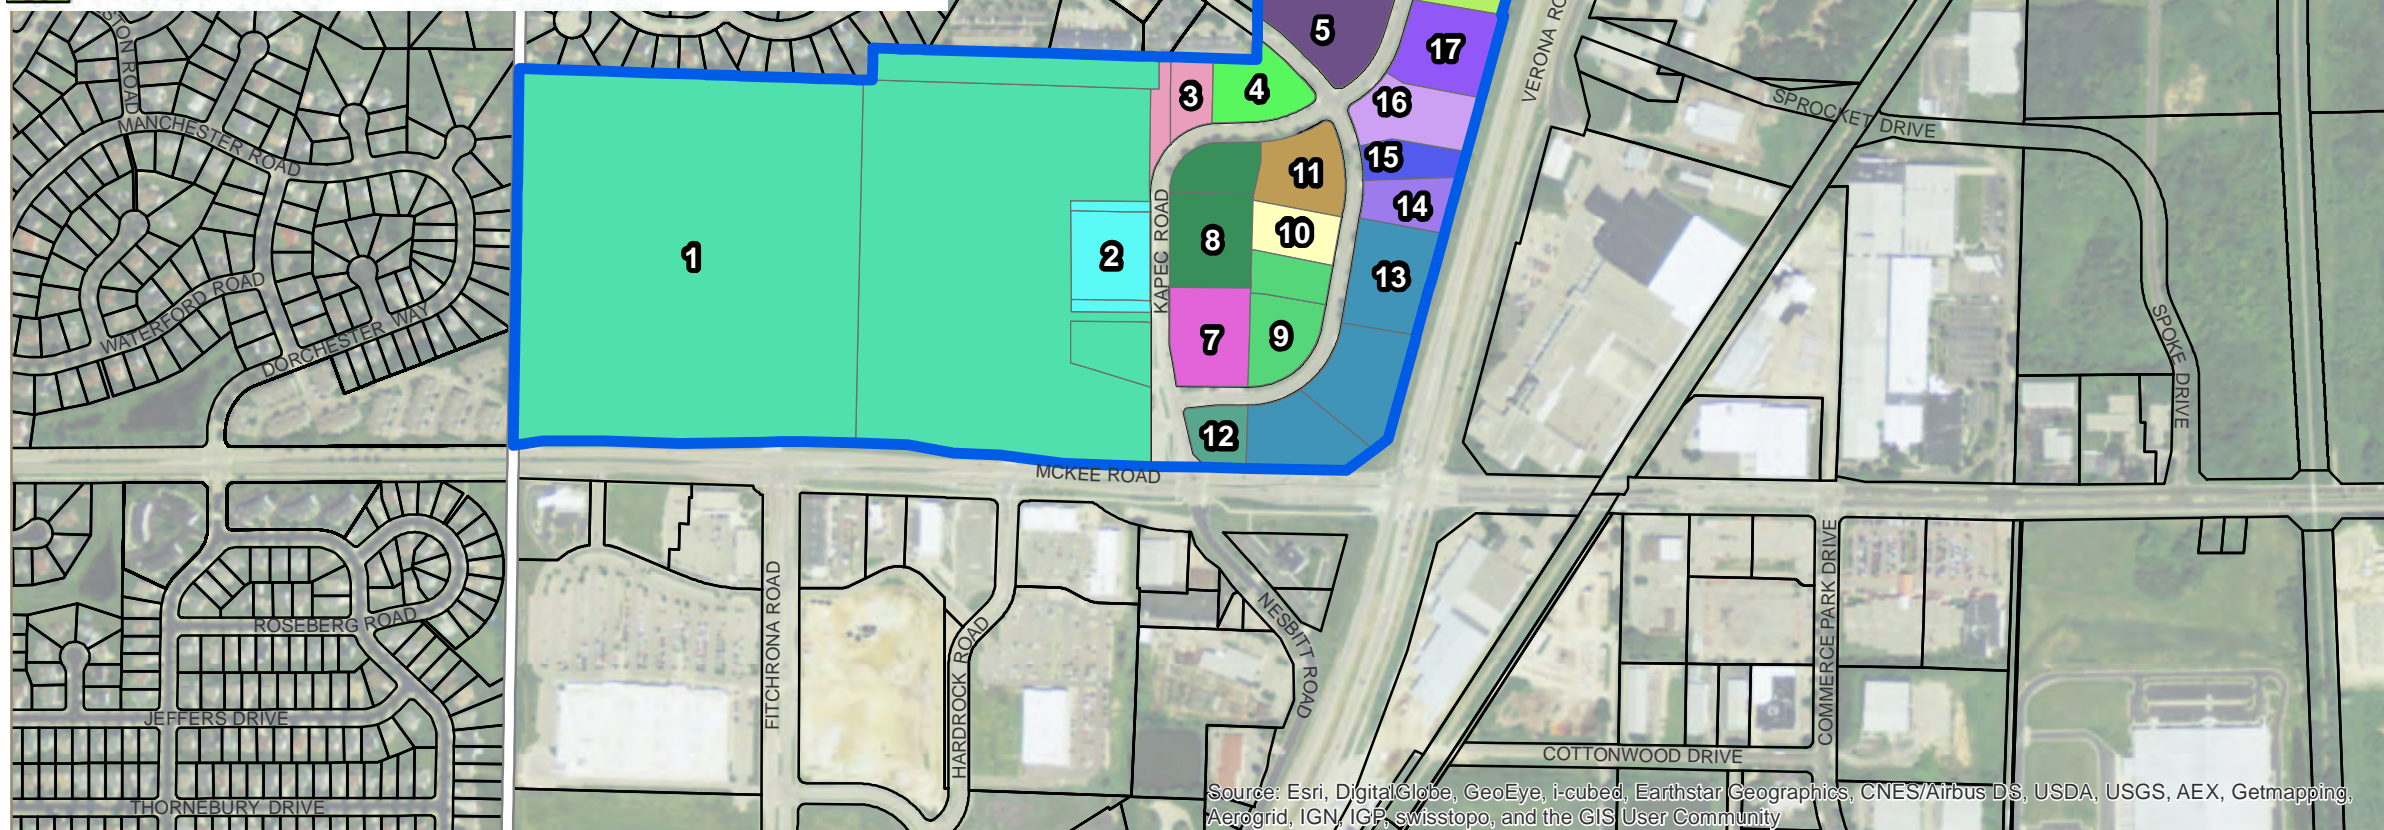 5
17
VERONA RO
STON ROAD
3
4
16
SPROCKET DRIVE
MANCHESTER ROAD
11
15
14
8
10
KAPEC ROAD
1
2
13
WATERFORD ROAD
DORCHESTER WAY
7
9
SPOKE DRIVE
12
MCKEE ROAD
FITCHRONA ROAD
HARDROCK ROAD
NESBITT ROAD
COMMERCE PARK DRIVE
ROSEBERG ROAD
JEFFERS DRIVE
COTTONWOOD DRIVE
THORNEBURY DRIVE
Source: Esri, DigitalGlobe, GeoEye, i-cubed, Earthstar Geographics, CNES/Airbus DS, USDA, USGS, AEX, Getmapping,
Aerogrid, IGN, IGP, swisstopo, and the GIS User Community